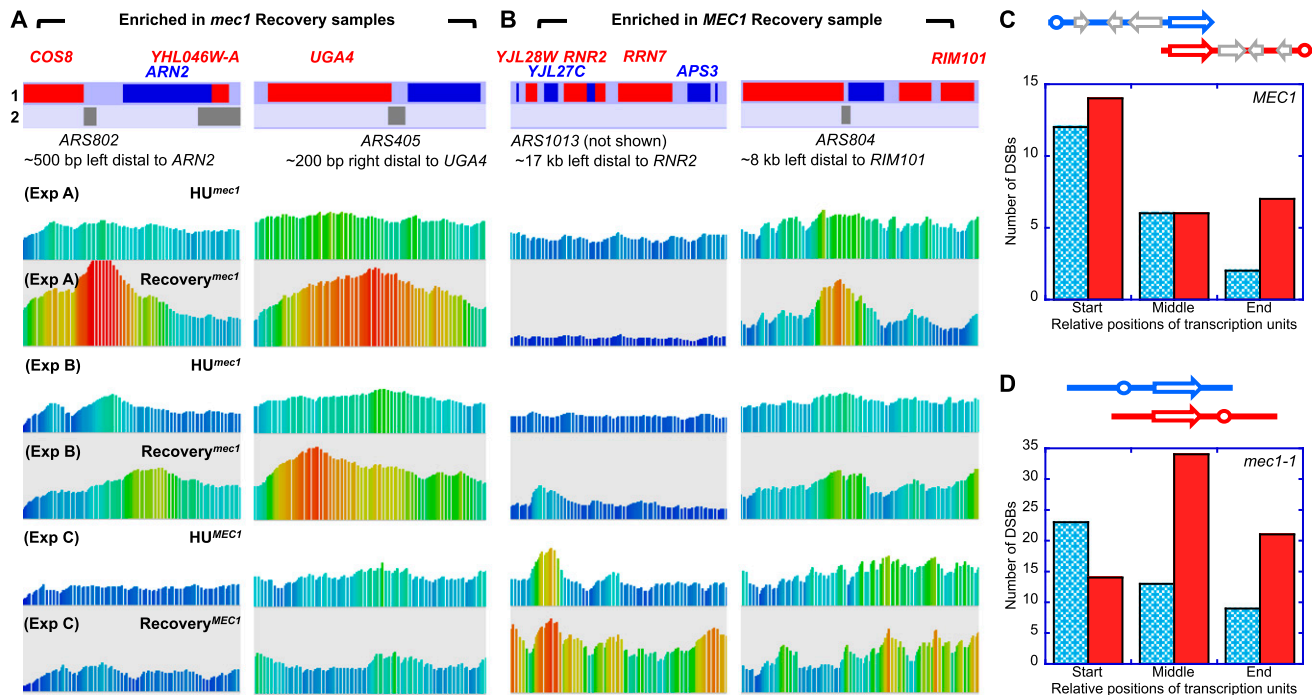 A
Enriched in mec1 Recovery samples
COS8
YHL046W-A
ARN2
UGA4
1
2
ARS802
~500 bp left distal to ARN2
ARS405
~200 bp right distal to UGA4
(Exp A) HUmec1
(Exp A) Recoverymec1
(Exp B) HUmec1
(Exp B) Recoverymec1
(Exp C) HUMEC1
(Exp C) RecoveryMEC1
B
Enriched in MEC1 Recovery sample
YJL28W RNR2 RRN7
YJL27C
APS3
RIM101
ARS1013 (not shown)
~17 kb left distal to RNR2
ARS804
~8 kb left distal to RIM101
C
MEC1
Number of DSBs
15
10
5
0
Start Middle End
Relative positions of transcription units
D
mec1-1
Number of DSBs
35
30
25
20
15
10
5
0
Start Middle End
Relative positions of transcription units